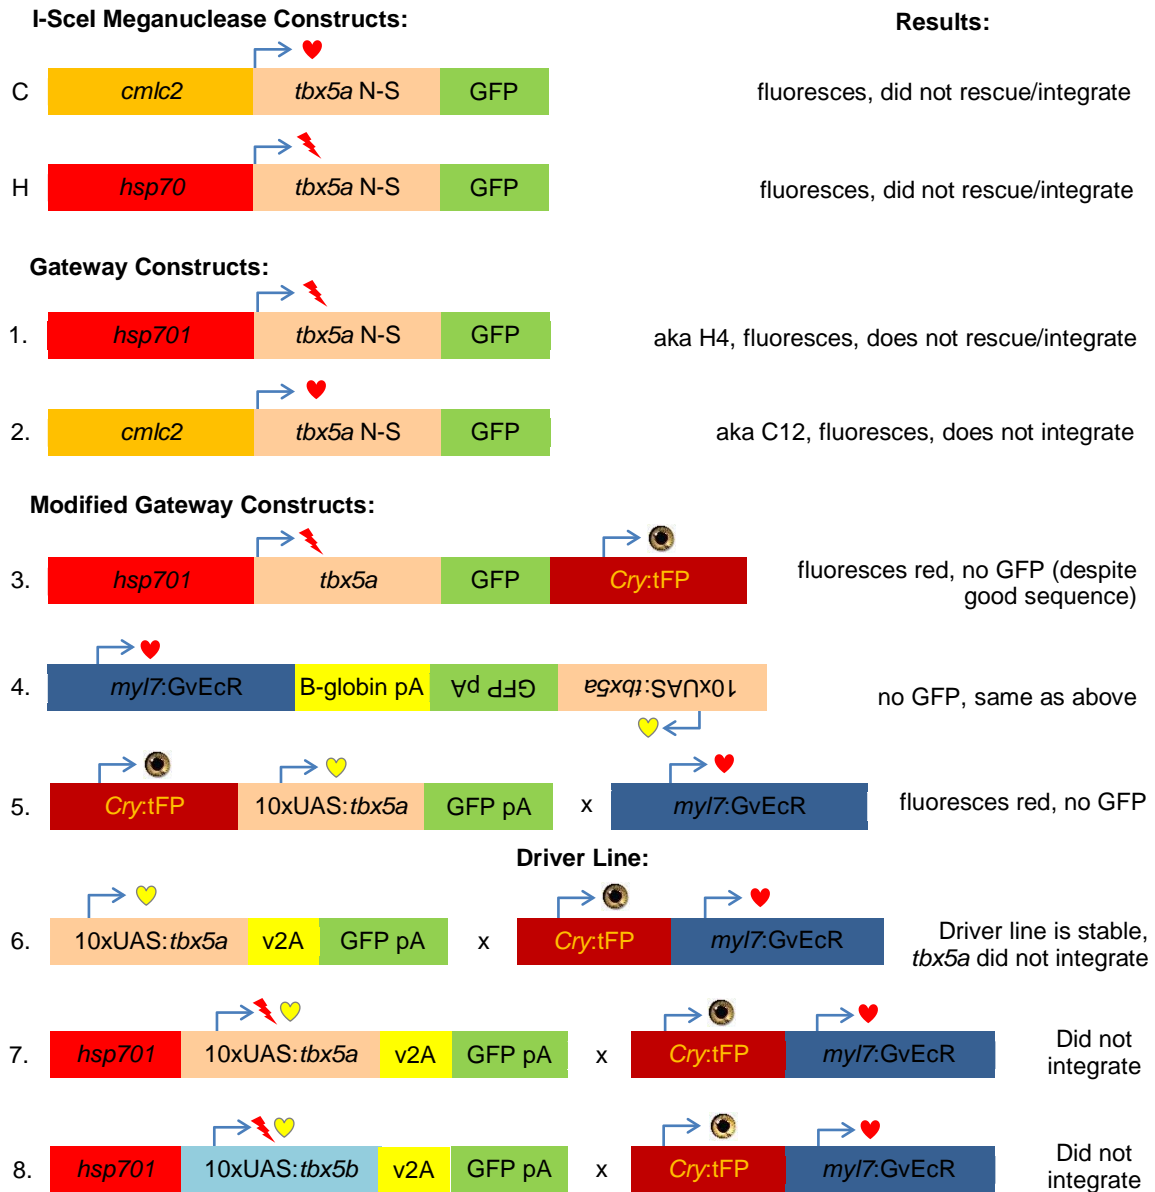 I-SceI Meganuclease Constructs:
Results:
C cmlc2 tbx5a N-S GFP fluoresces, did not rescue/integrate
H hsp70 tbx5a N-S GFP fluoresces, did not rescue/integrate
Gateway Constructs:
1. hsp701 tbx5a N-S GFP aka H4, fluoresces, does not rescue/integrate
2. cmlc2 tbx5a N-S GFP aka C12, fluoresces, does not integrate
Modified Gateway Constructs:
3. hsp701 tbx5a GFP Cry:tFP fluoresces red, no GFP (despite
good sequence)
4. myl7:GvEcR B-globin pA GFP pA 10xUAS:tbx5a no GFP, same as above
5. Cry:tFP 10xUAS:tbx5a GFP pA x myl7:GvEcR fluoresces red, no GFP
Driver Line:
6. 10xUAS:tbx5a v2A GFP pA x Cry:tFP myl7:GvEcR Driver line is stable,
tbx5a did not integrate
7. hsp701 10xUAS:tbx5a v2A GFP pA x Cry:tFP myl7:GvEcR Did not
integrate
8. hsp701 10xUAS:tbx5b v2A GFP pA x Cry:tFP myl7:GvEcR Did not
integrate